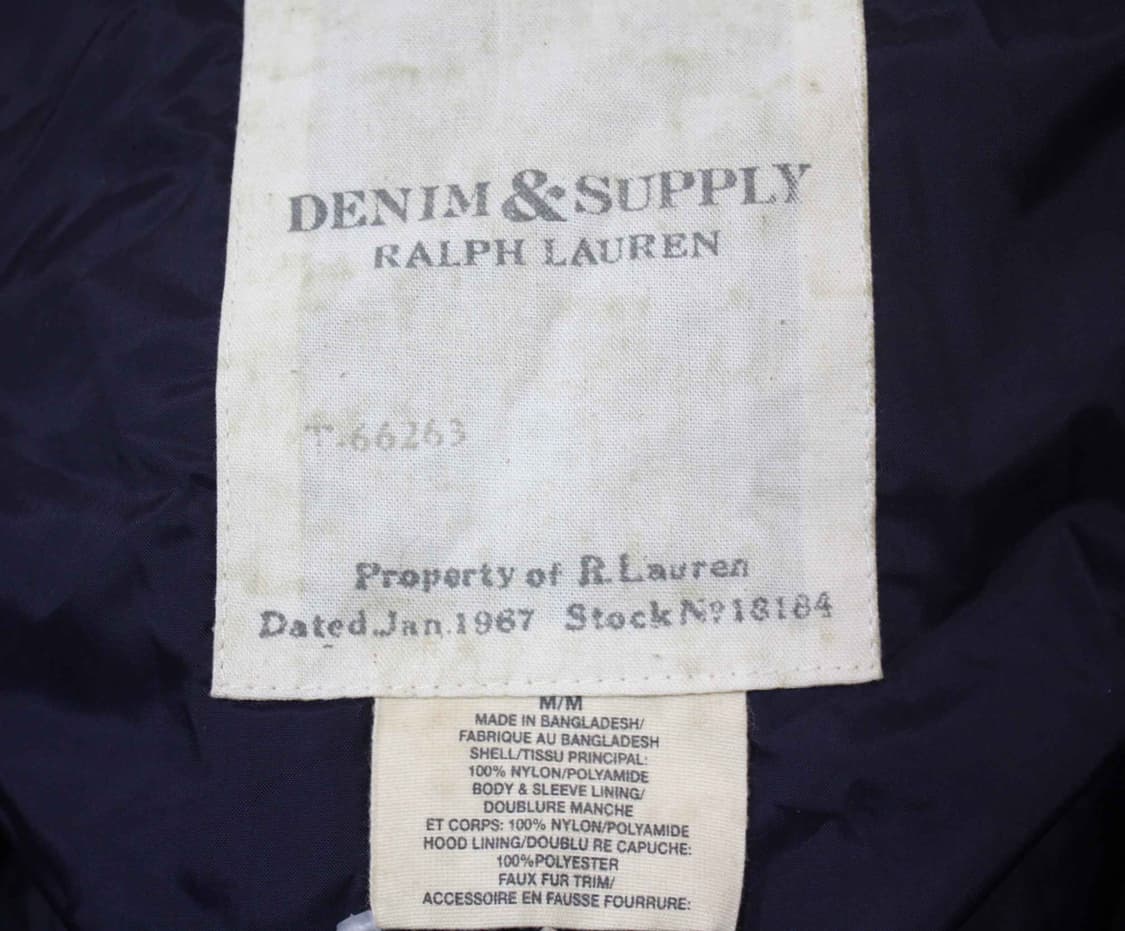 DENIM & SUPPLY
RALPH LAUREN
T.66263
Property of R.Lauren
Dated Jan.1967 Stock Nº 18184
M/M
MADE IN BANGLADESH/
FABRIQUE AU BANGLADESH
SHELL/TISSU PRINCIPAL:
100% NYLON/POLYAMIDE
BODY & SLEEVE LINING/
DOUBLURE MANCHE
ET CORPS: 100% NYLON/POLYAMIDE
HOOD LINING/DOUBLU RE CAPUCHE:
100%POLYESTER
FAUX FUR TRIM/
ACCESSOIRE EN FAUSSE FOURRURE: